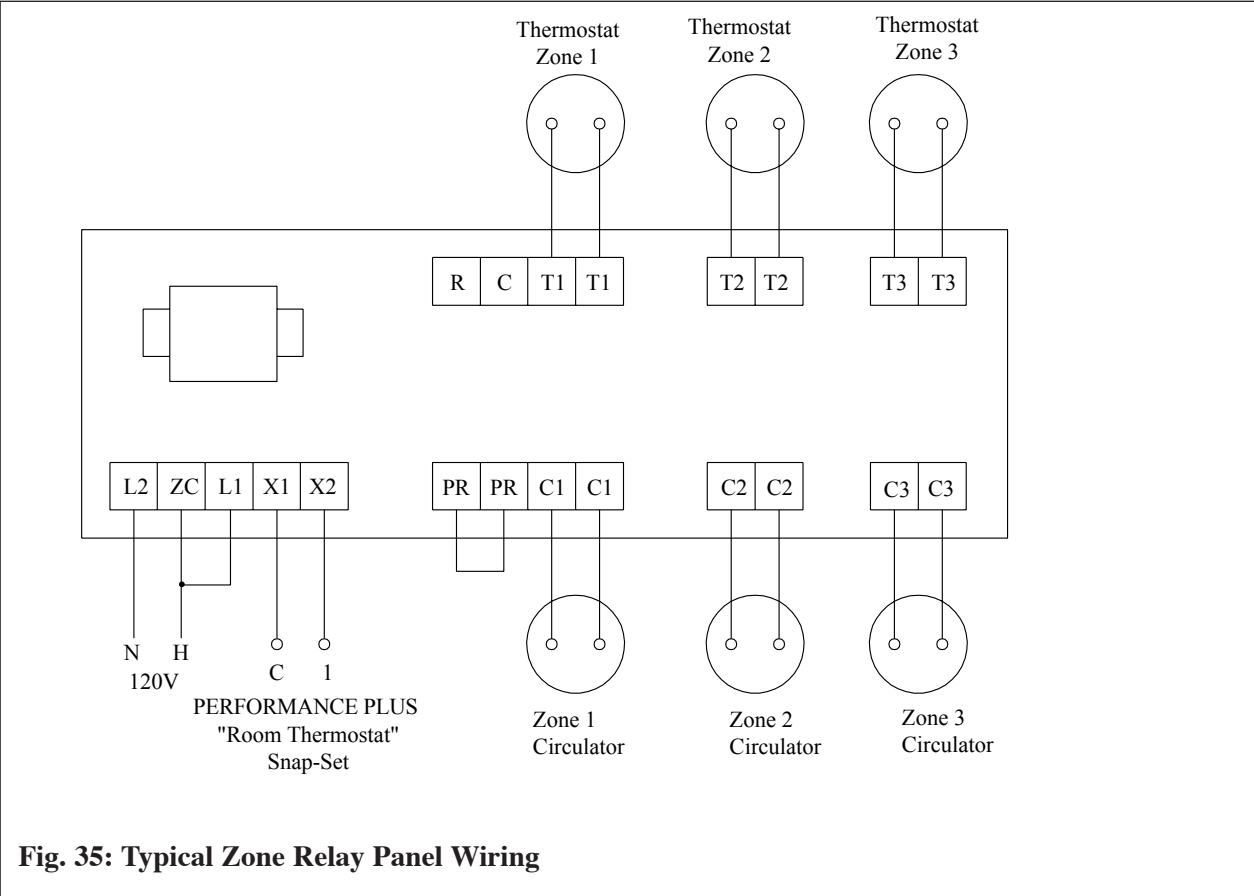 Thermostat
Zone 1
Thermostat
Zone 2
Thermostat
Zone 3
R C T1 T1
T2 T2
T3 T3
L2 ZC L1 X1 X2
PR PR C1 C1
C2 C2
C3 C3
N H
120V
C 1
PERFORMANCE PLUS
"Room Thermostat"
Snap-Set
Zone 1
Circulator
Zone 2
Circulator
Zone 3
Circulator
Fig. 35: Typical Zone Relay Panel Wiring